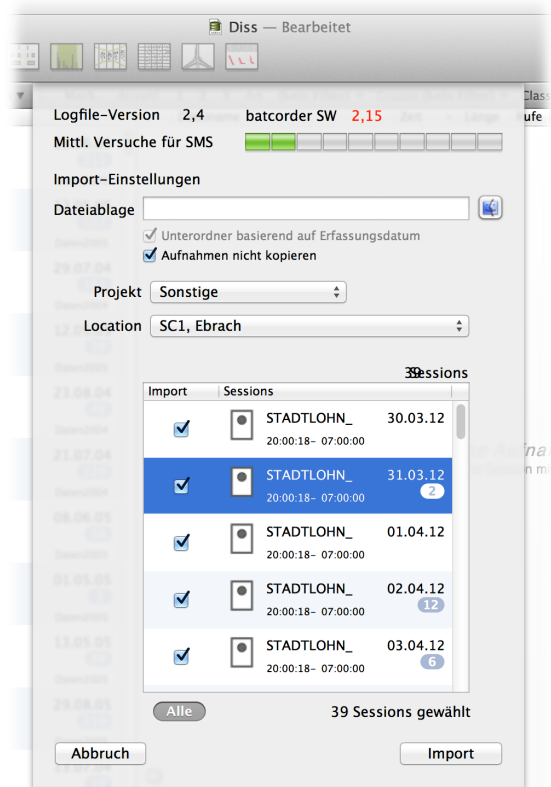 Diss — Bearbeitet
Class
Logfile-Version 2,4 batcorder SW 2,15
Rufe
Mittl. Versuche für SMS
Import-Einstellungen
Dateiablage
Unterordner basierend auf Erfassungsdatum
Aufnahmen nicht kopieren
Projekt Sonstige
Location SC1, Ebrach
39 Sessions
Import Sessions
STADTLOHN_ 30.03.12
20:00:18– 07:00:00
STADTLOHN_ 31.03.12
20:00:18– 07:00:00 2
STADTLOHN_ 01.04.12
20:00:18– 07:00:00
STADTLOHN_ 02.04.12
20:00:18– 07:00:00 12
STADTLOHN_ 03.04.12
20:00:18– 07:00:00 6
Alle 39 Sessions gewählt
Abbruch Import